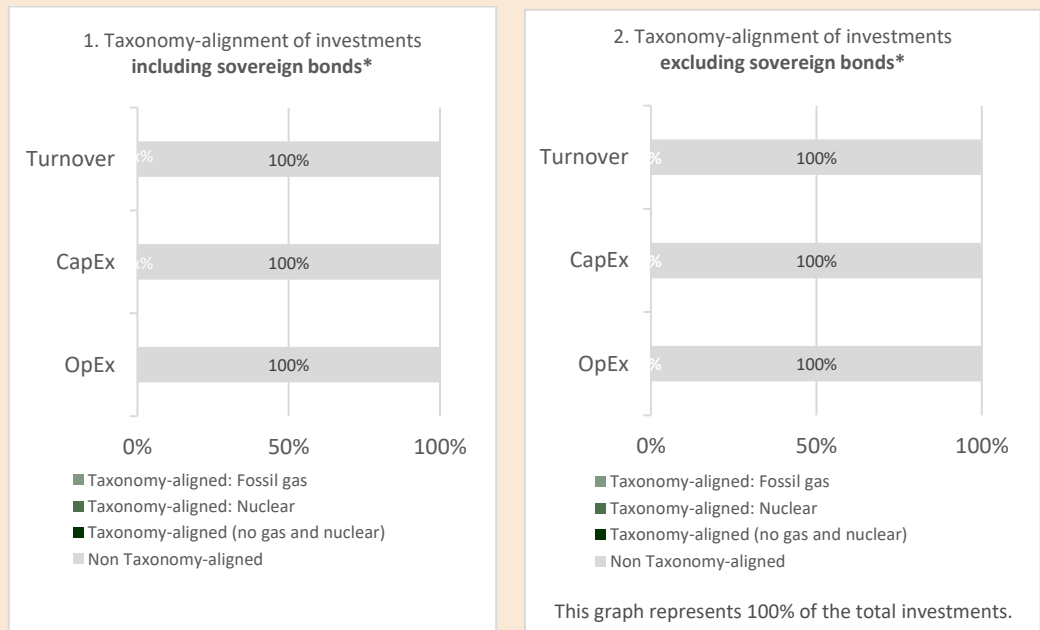 1. Taxonomy-alignment of investments
including sovereign bonds*
Turnover
100%
CapEx
100%
OpEx
100%
0% 50% 100%
Taxonomy-aligned: Fossil gas
Taxonomy-aligned: Nuclear
Taxonomy-aligned (no gas and nuclear)
Non Taxonomy-aligned
2. Taxonomy-alignment of investments
excluding sovereign bonds*
Turnover
% 100%
CapEx
% 100%
OpEx
% 100%
0% 50% 100%
Taxonomy-aligned: Fossil gas
Taxonomy-aligned: Nuclear
Taxonomy-aligned (no gas and nuclear)
Non Taxonomy-aligned
This graph represents 100% of the total investments.